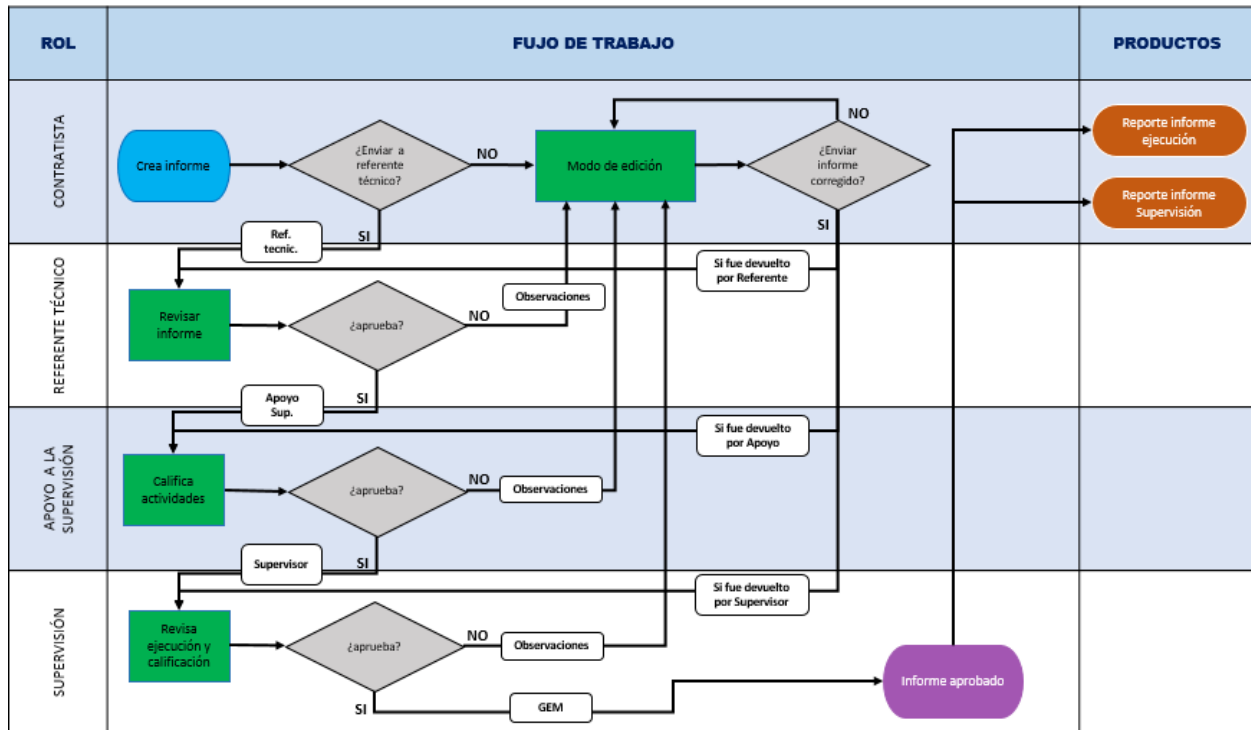 ROL
FUJO DE TRABAJO
PRODUCTOS
CONTRATISTA
Crea informe
¿Enviar a
referente
técnico?
NO
SI
Modo de edición
¿Enviar
informe
corregido?
NO
SI
Reporte informe
ejecución
Reporte informe
Supervisión
Ref.
tecnic.
REFERENTE TÉCNICO
Si fue devuelto
por Referente
Revisar
informe
¿aprueba?
NO
Observaciones
SI
Apoyo
Sup.
APOYO A LA
SUPERVISIÓN
Si fue devuelto
por Apoyo
Califica
actividades
¿aprueba?
NO
Observaciones
SI
Supervisor
SUPERVISIÓN
Si fue devuelto
por Supervisor
Revisa
ejecución y
calificación
¿aprueba?
NO
Observaciones
SI
GEM
Informe aprobado